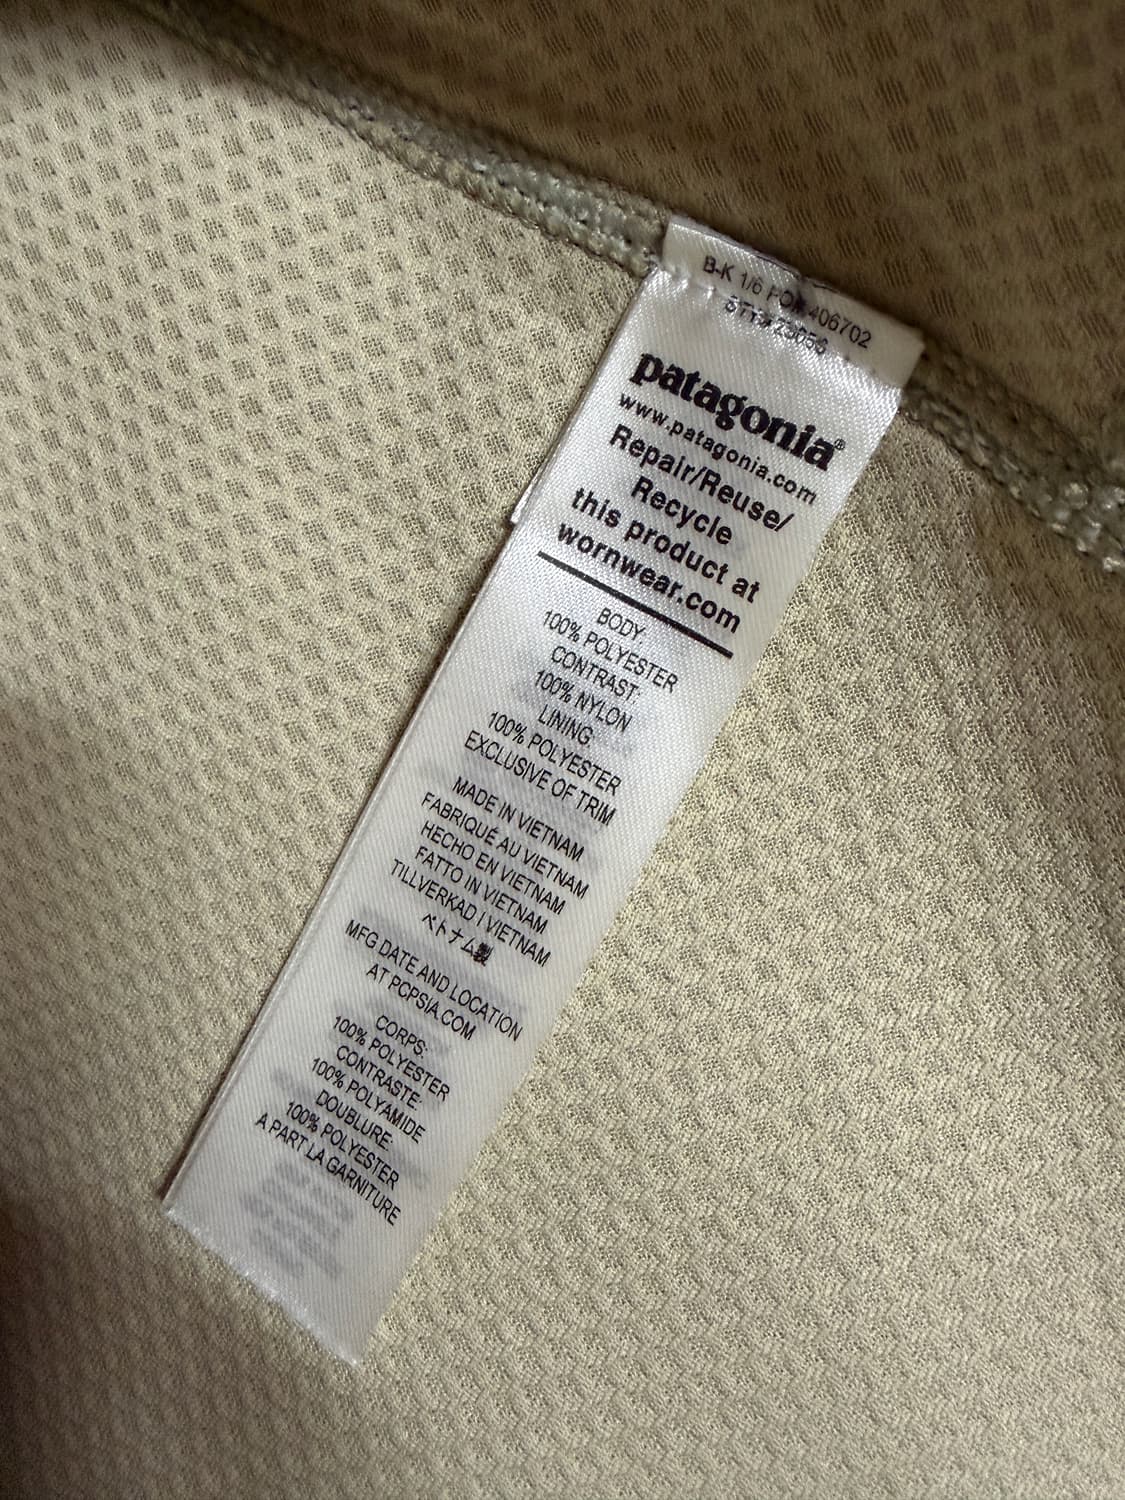 B-K 1/6 PO# 406702
patagonia®
www.patagonia.com
Repair/Reuse/
Recycle
this product at
wornwear.com
BODY:
100% POLYESTER
CONTRAST:
100% NYLON
LINING:
100% POLYESTER
EXCLUSIVE OF TRIM
MADE IN VIETNAM
FABRIQUÉ AU VIETNAM
HECHO EN VIETNAM
FATTO IN VIETNAM
TILLVERKAD I VIETNAM
ベトナム製
MFG DATE AND LOCATION
AT PCPSIA.COM
CORPS:
100% POLYESTER
CONTRASTE:
100% POLYAMIDE
DOUBLURE:
100% POLYESTER
A PART LA GARNITURE